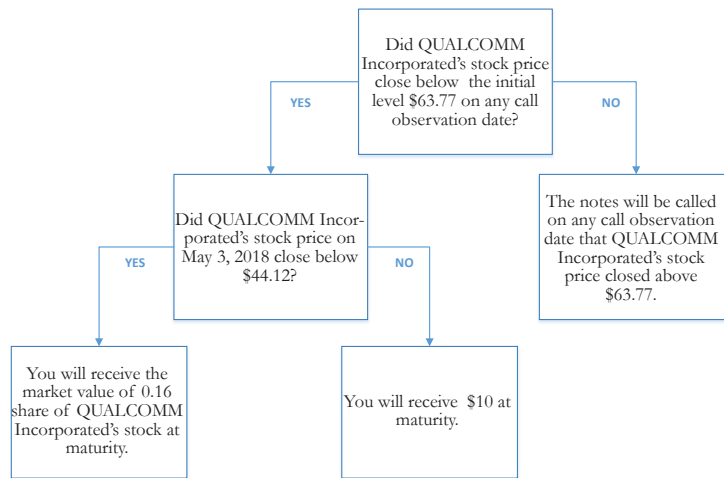 Did QUALCOMM
Incorporated's stock price
close below the initial
level $63.77 on any call
observation date?
YES
NO
Did QUALCOMM Incor-
porated's stock price on
May 3, 2018 close below
$44.12?
The notes will be called
on any call observation
date that QUALCOMM
Incorporated's stock
price closed above
$63.77.
YES
NO
You will receive the
market value of 0.16
share of QUALCOMM
Incorporated's stock at
maturity.
You will receive $10 at
maturity.